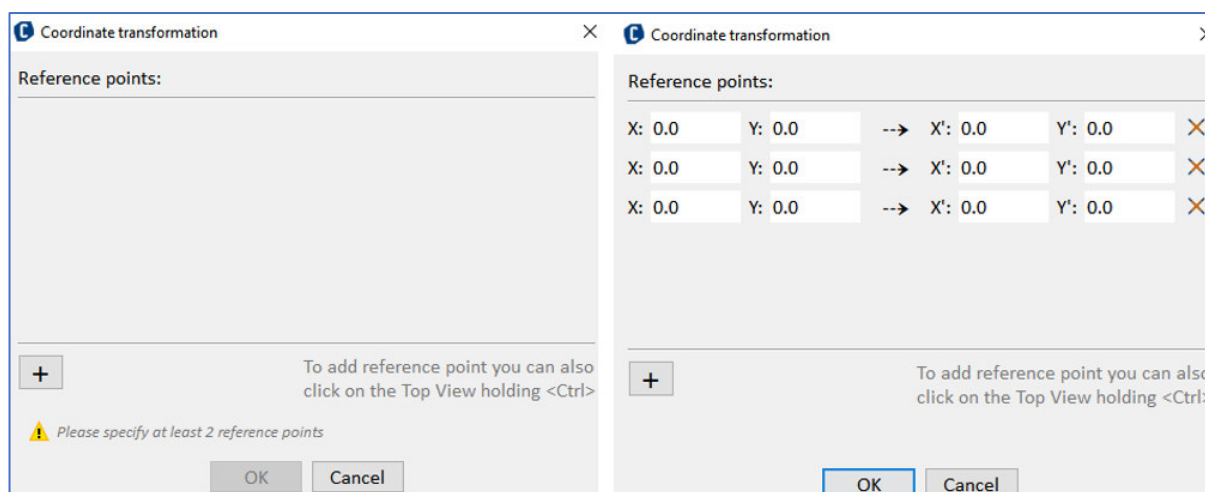 Coordinate transformation
Reference points:
+
To add reference point you can also
click on the Top View holding <Ctrl>
Please specify at least 2 reference points
OK Cancel
Coordinate transformation
Reference points:
X: 0.0 Y: 0.0 --> X': 0.0 Y': 0.0
X: 0.0 Y: 0.0 --> X': 0.0 Y': 0.0
X: 0.0 Y: 0.0 --> X': 0.0 Y': 0.0
+
To add reference point you can also
click on the Top View holding <Ctrl>
OK Cancel